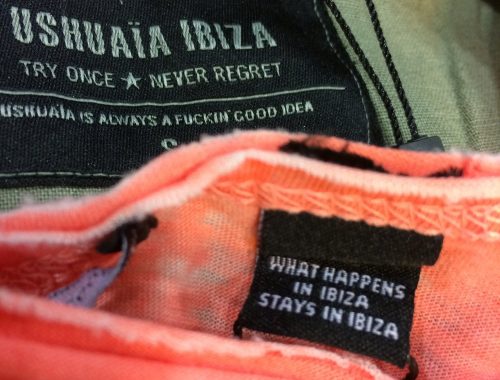 USHUAÏA IBIZA
TRY ONCE ★ NEVER REGRET
USHUAÏA IS ALWAYS A FUCKIN' GOOD IDEA
S
WHAT HAPPENS
IN IBIZA
STAYS IN IBIZA